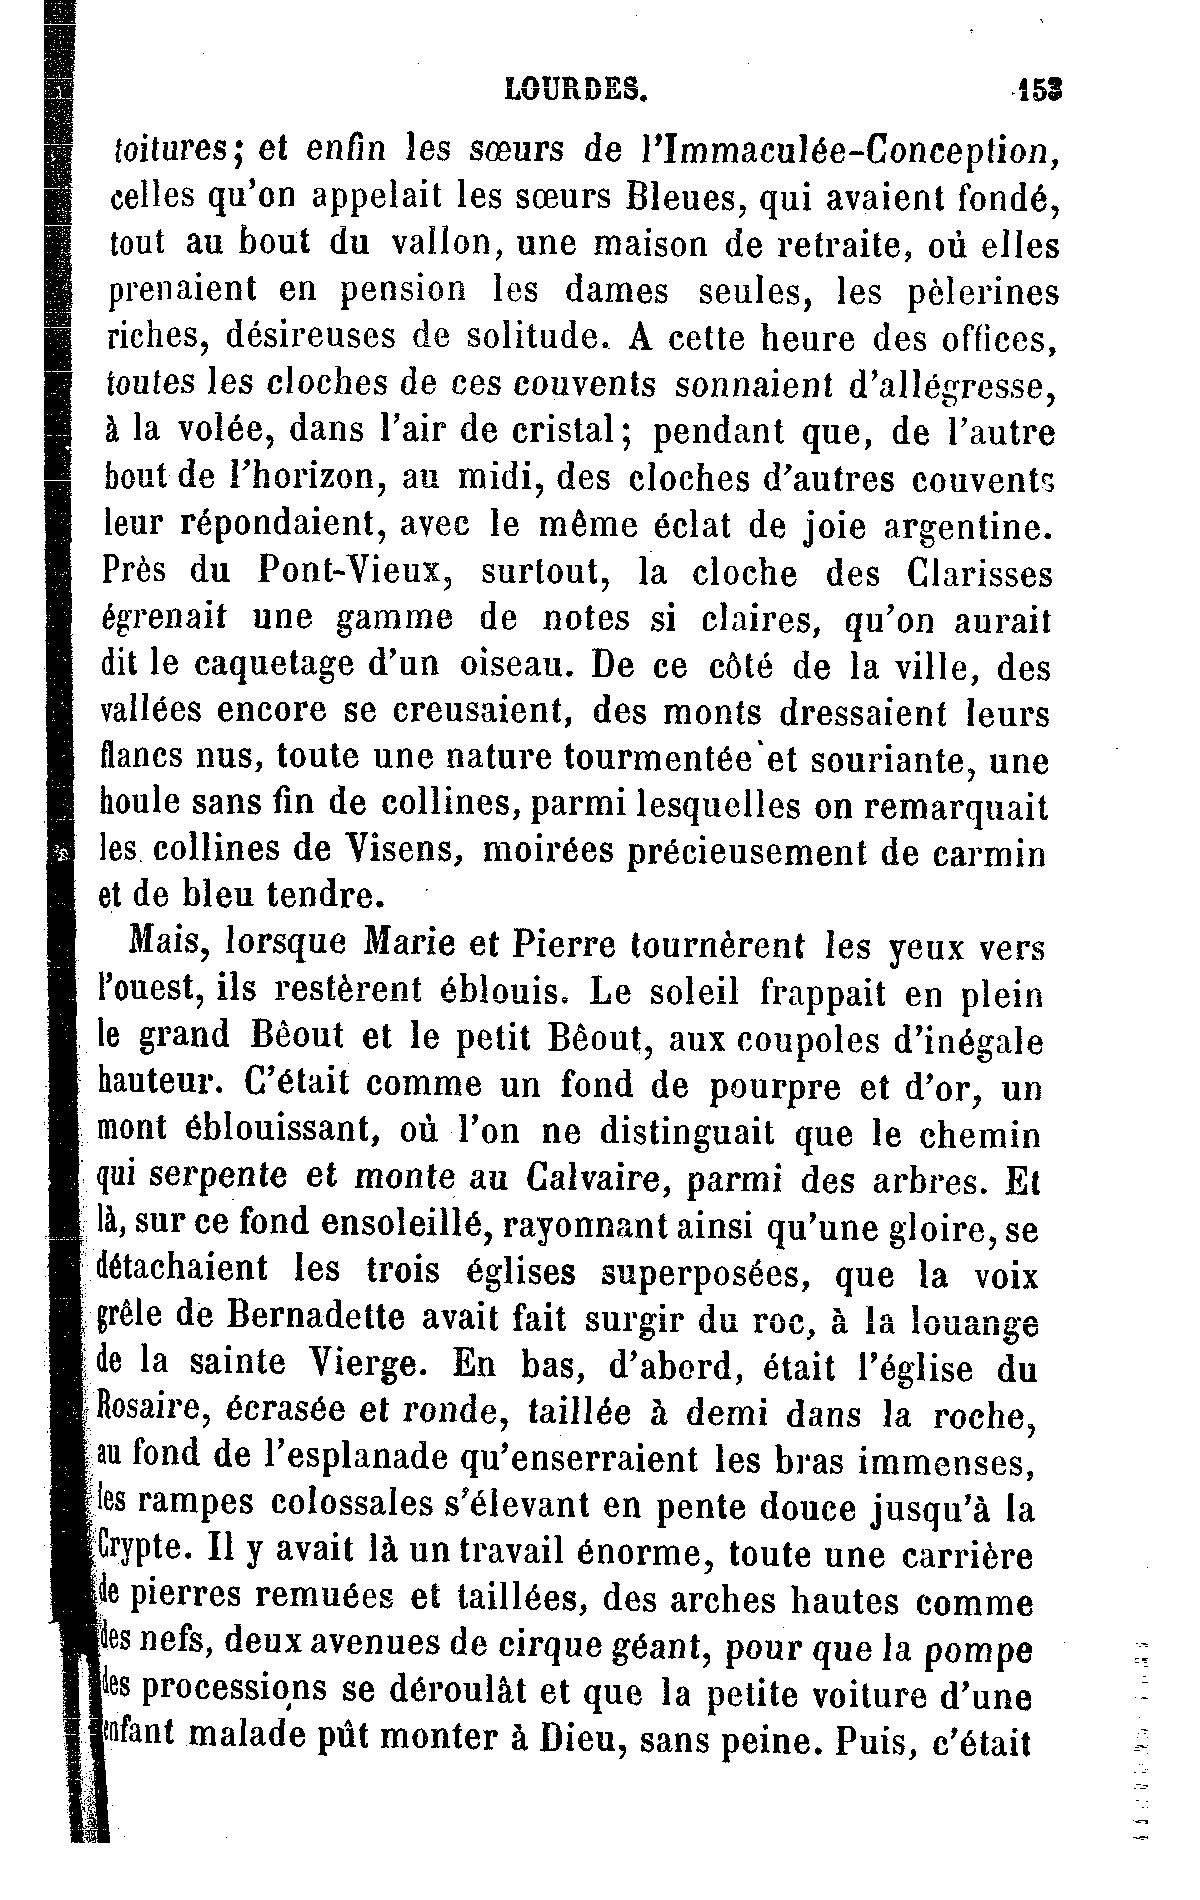 LOURDES. 153
toitures; et enfin les sœurs de l'Immaculée-Conception,
celles qu'on appelait les sœurs Bleues, qui avaient fondé,
tout au bout du vallon, une maison de retraite, où elles
prenaient en pension les dames seules, les pèlerines
riches, désireuses de solitude. A cette heure des offices,
toutes les cloches de ces couvents sonnaient d'allégresse,
à la volée, dans l'air de cristal; pendant que, de l'autre
bout de l'horizon, au midi, des cloches d'autres couvents
leur répondaient, avec le même éclat de joie argentine.
Près du Pont-Vieux, surtout, la cloche des Clarisses
égrenait une gamme de notes si claires, qu'on aurait
dit le caquetage d'un oiseau. De ce côté de la ville, des
vallées encore se creusaient, des monts dressaient leurs
flancs nus, toute une nature tourmentée et souriante, une
houle sans fin de collines, parmi lesquelles on remarquait
les collines de Visens, moirées précieusement de carmin
et de bleu tendre.
Mais, lorsque Marie et Pierre tournèrent les yeux vers
l'ouest, ils restèrent éblouis. Le soleil frappait en plein
le grand Bêout et le petit Bêout, aux coupoles d'inégale
hauteur. C'était comme un fond de pourpre et d'or, un
mont éblouissant, où l'on ne distinguait que le chemin
qui serpente et monte au Calvaire, parmi des arbres. Et
là, sur ce fond ensoleillé, rayonnant ainsi qu'une gloire, se
détachaient les trois églises superposées, que la voix
grêle de Bernadette avait fait surgir du roc, à la louange
de la sainte Vierge. En bas, d'abord, était l'église du
Rosaire, écrasée et ronde, taillée à demi dans la roche,
au fond de l'esplanade qu'enserraient les bras immenses,
les rampes colossales s'élevant en pente douce jusqu'à la
Crypte. Il y avait là un travail énorme, toute une carrière
de pierres remuées et taillées, des arches hautes comme
des nefs, deux avenues de cirque géant, pour que la pompe
des processions se déroulât et que la petite voiture d'une
enfant malade pût monter à Dieu, sans peine. Puis, c'était